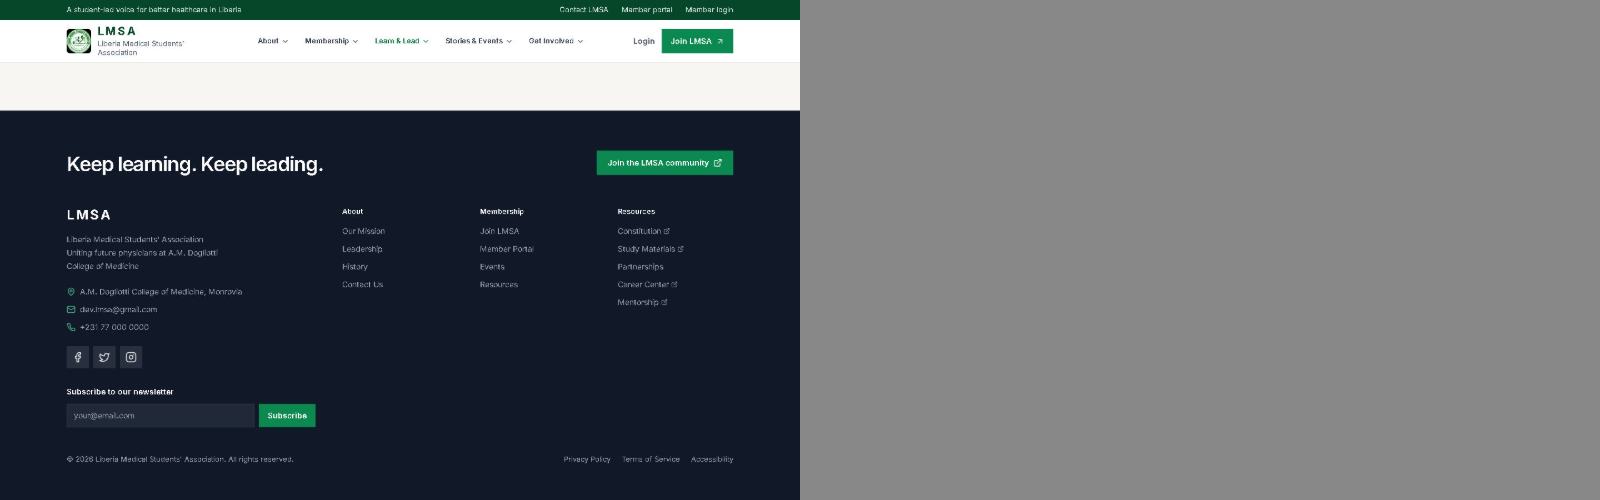 A student-led voice for better healthcare in Liberia
Contact LMSA Member portal Member login
LMSA
Liberia Medical Students'
Association
About Membership Learn & Lead Stories & Events Get Involved
Login Join LMSA
Keep learning. Keep leading.
Join the LMSA community
LMSA
Liberia Medical Students' Association
Uniting future physicians at A.M. Dogliotti
College of Medicine
A.M. Dogliotti College of Medicine, Monrovia
dev.lmsa@gmail.com
+231 77 000 0000
Subscribe to our newsletter
your@email.com
Subscribe
About
Our Mission
Leadership
History
Contact Us
Membership
Join LMSA
Member Portal
Events
Resources
Resources
Constitution
Study Materials
Partnerships
Career Center
Mentorship
© 2026 Liberia Medical Students' Association. All rights reserved.
Privacy Policy Terms of Service Accessibility